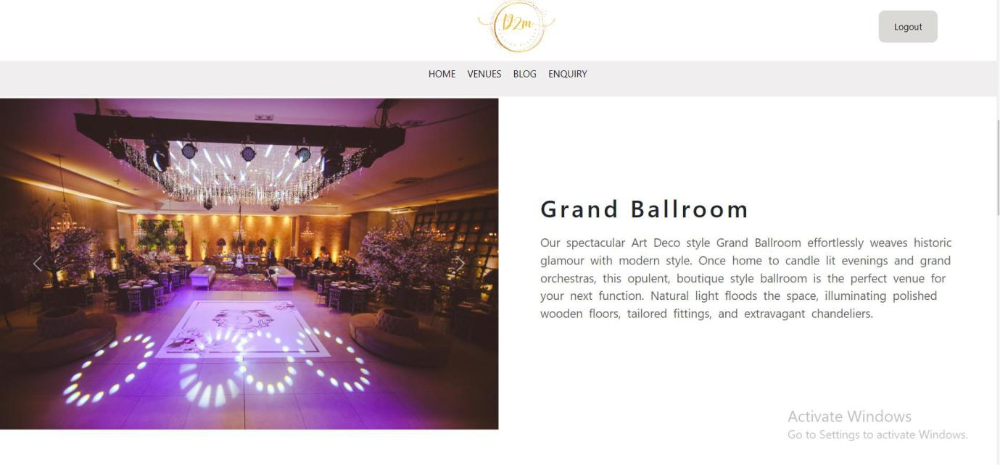 D2m
Logout
HOME VENUES BLOG ENQUIRY
Grand Ballroom
Our spectacular Art Deco style Grand Ballroom effortlessly weaves historic
glamour with modern style. Once home to candle lit evenings and grand
orchestras, this opulent, boutique style ballroom is the perfect venue for
your next function. Natural light floods the space, illuminating polished
wooden floors, tailored fittings, and extravagant chandeliers.
Activate Windows
Go to Settings to activate Windows.